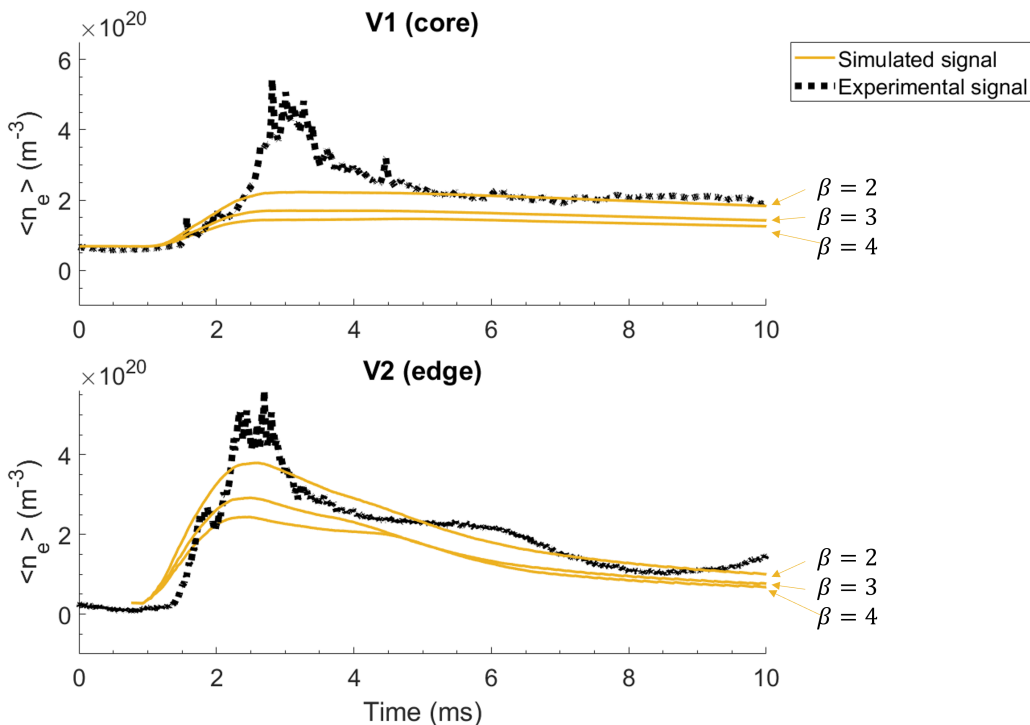 ×10^20
V1 (core)
<n_e> (m^-3)
6
4
2
0
0 2 4 6 8 10
Simulated signal
Experimental signal
β = 2
β = 3
β = 4
×10^20
V2 (edge)
<n_e> (m^-3)
4
2
0
0 2 4 6 8 10
Time (ms)
β = 2
β = 3
β = 4